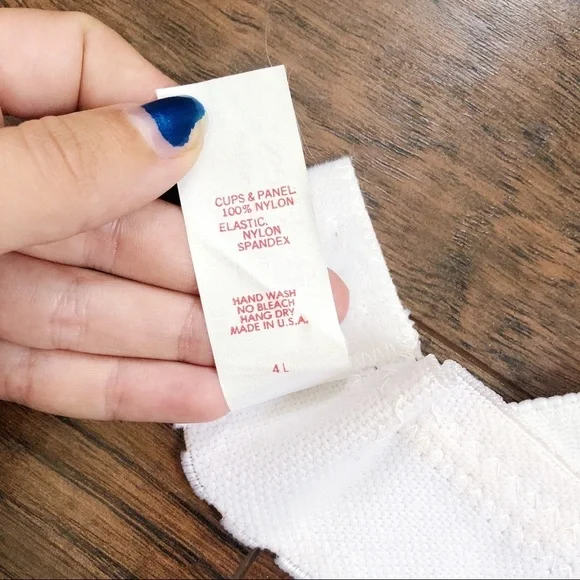 CUPS & PANEL.
100% NYLON
ELASTIC.
NYLON
SPANDEX
HAND WASH
NO BLEACH
HANG DRY
MADE IN U.S.A.
4 L